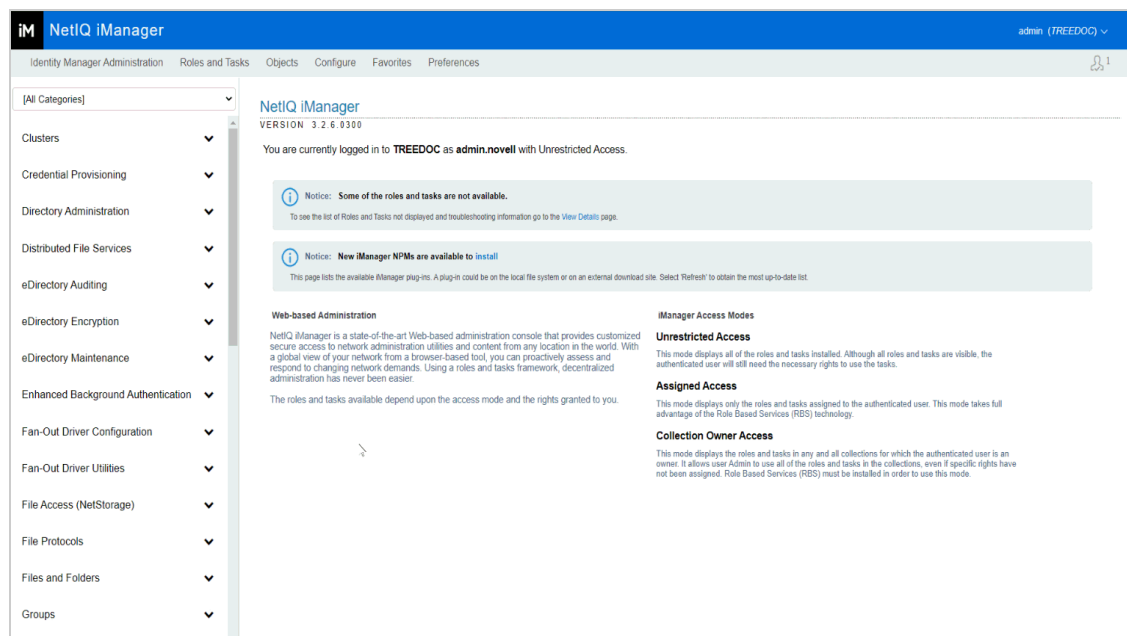 iM NetIQ iManager
admin (TREEDOC)
Identity Manager Administration Roles and Tasks Objects Configure Favorites Preferences
1
[All Categories]
Clusters
Credential Provisioning
Directory Administration
Distributed File Services
eDirectory Auditing
eDirectory Encryption
eDirectory Maintenance
Enhanced Background Authentication
Fan-Out Driver Configuration
Fan-Out Driver Utilities
File Access (NetStorage)
File Protocols
Files and Folders
Groups
NetIQ iManager
VERSION 3.2.6.0300
You are currently logged in to TREEDOC as admin.novell with Unrestricted Access.
Notice: Some of the roles and tasks are not available.
To see the list of Roles and Tasks not displayed and troubleshooting information go to the View Details page.
Notice: New iManager NPMs are available to install
This page lists the available iManager plug-ins. A plug-in could be on the local file system or on an external download site. Select 'Refresh' to obtain the most up-to-date list.
Web-based Administration
NetIQ iManager is a state-of-the-art Web-based administration console that provides customized
secure access to network administration utilities and content from any location in the world. With
a global view of your network from a browser-based tool, you can proactively assess and
respond to changing network demands. Using a roles and tasks framework, decentralized
administration has never been easier.
The roles and tasks available depend upon the access mode and the rights granted to you.
iManager Access Modes
Unrestricted Access
This mode displays all of the roles and tasks installed. Although all roles and tasks are visible, the
authenticated user will still need the necessary rights to use the tasks.
Assigned Access
This mode displays only the roles and tasks assigned to the authenticated user. This mode takes full
advantage of the Role Based Services (RBS) technology.
Collection Owner Access
This mode displays the roles and tasks in any and all collections for which the authenticated user is an
owner. It allows user Admin to use all of the roles and tasks in the collections, even if specific rights have
not been assigned. Role Based Services (RBS) must be installed in order to use this mode.